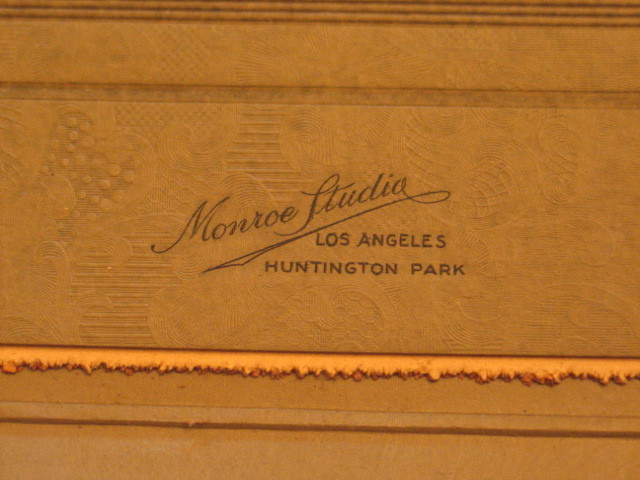 Monroe Studio
LOS ANGELES
HUNTINGTON PARK